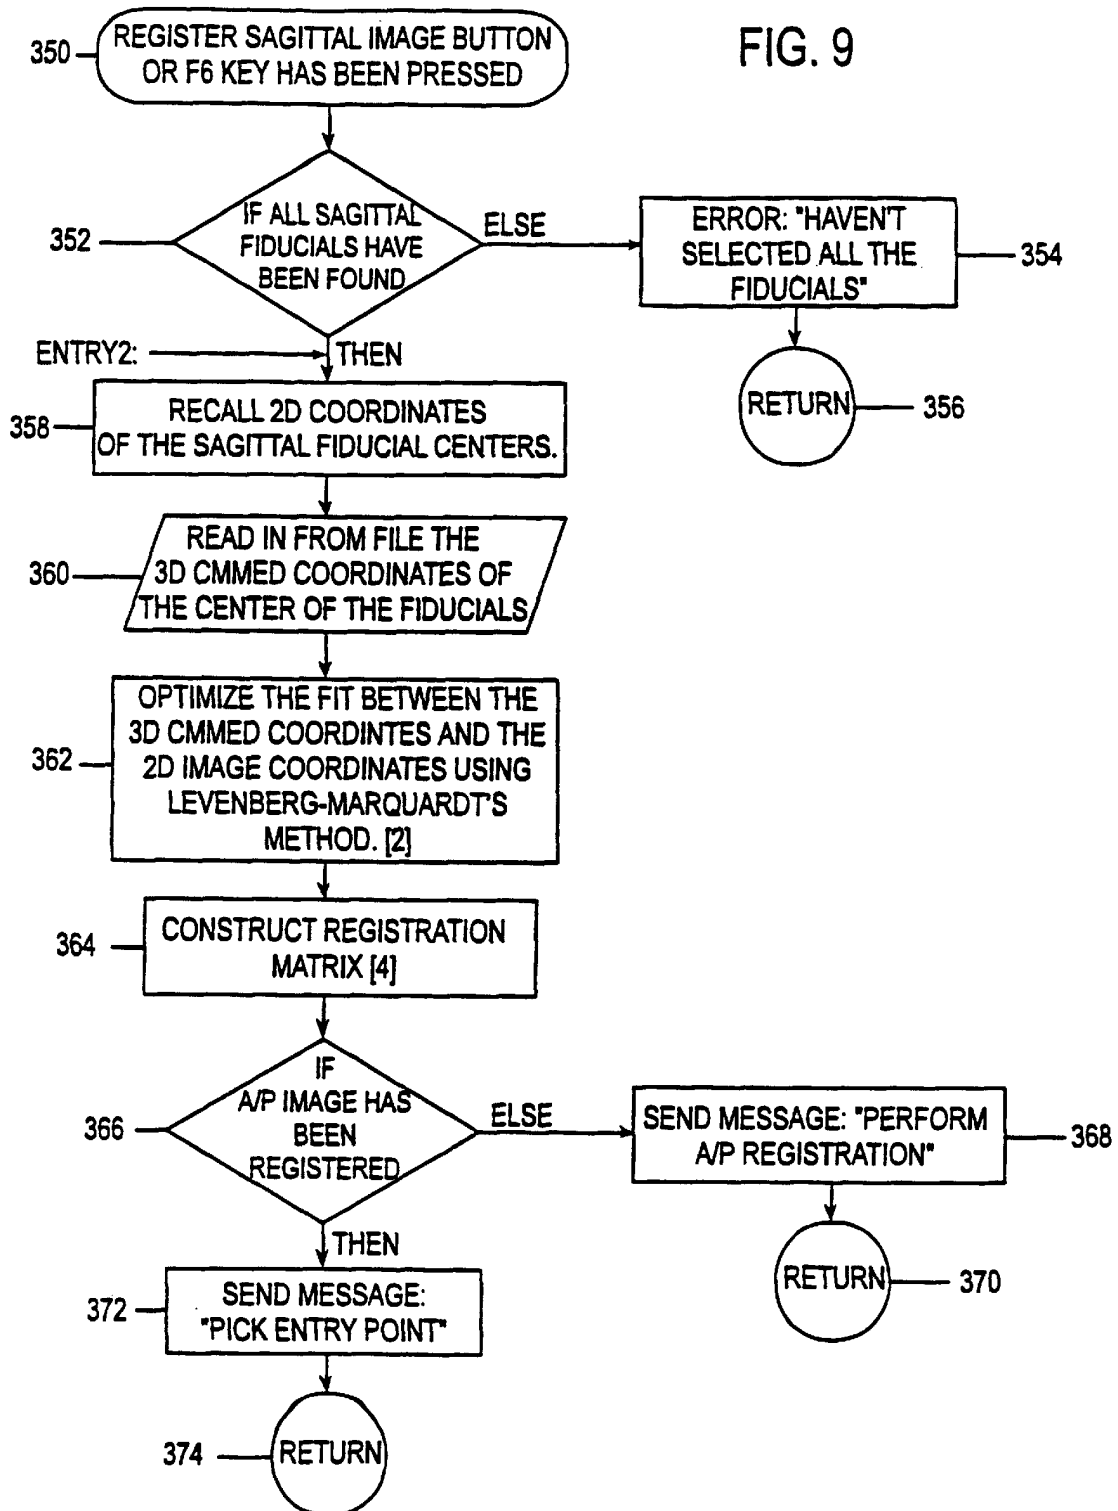 FIG. 9
350
REGISTER SAGITTAL IMAGE BUTTON
OR F6 KEY HAS BEEN PRESSED
352
IF ALL SAGITTAL
FIDUCIALS HAVE
BEEN FOUND
ELSE
ERROR: "HAVEN'T
SELECTED ALL THE
FIDUCIALS"
354
RETURN
356
ENTRY2:
THEN
358
RECALL 2D COORDINATES
OF THE SAGITTAL FIDUCIAL CENTERS.
360
READ IN FROM FILE THE
3D CMMED COORDINATES OF
THE CENTER OF THE FIDUCIALS
362
OPTIMIZE THE FIT BETWEEN THE
3D CMMED COORDINTES AND THE
2D IMAGE COORDINATES USING
LEVENBERG-MARQUARDT'S
METHOD. [2]
364
CONSTRUCT REGISTRATION
MATRIX [4]
366
IF
A/P IMAGE HAS
BEEN
REGISTERED
ELSE
SEND MESSAGE: "PERFORM
A/P REGISTRATION"
368
RETURN
370
THEN
372
SEND MESSAGE:
"PICK ENTRY POINT"
374
RETURN